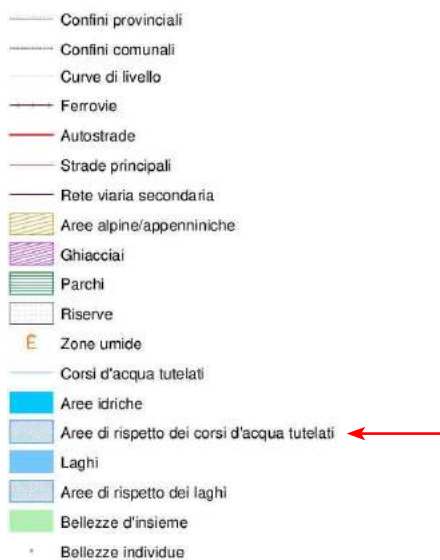 Confini provinciali
Confini comunali
Curve di livello
Ferrovie
Autostrade
Strade principali
Rete viaria secondaria
Aree alpine/appenniniche
Ghiacciai
Parchi
Riserve
Ê Zone umide
Corsi d'acqua tutelati
Aree idriche
Aree di rispetto dei corsi d'acqua tutelati
Laghi
Aree di rispetto dei laghi
Bellezze d'insieme
Bellezze individue